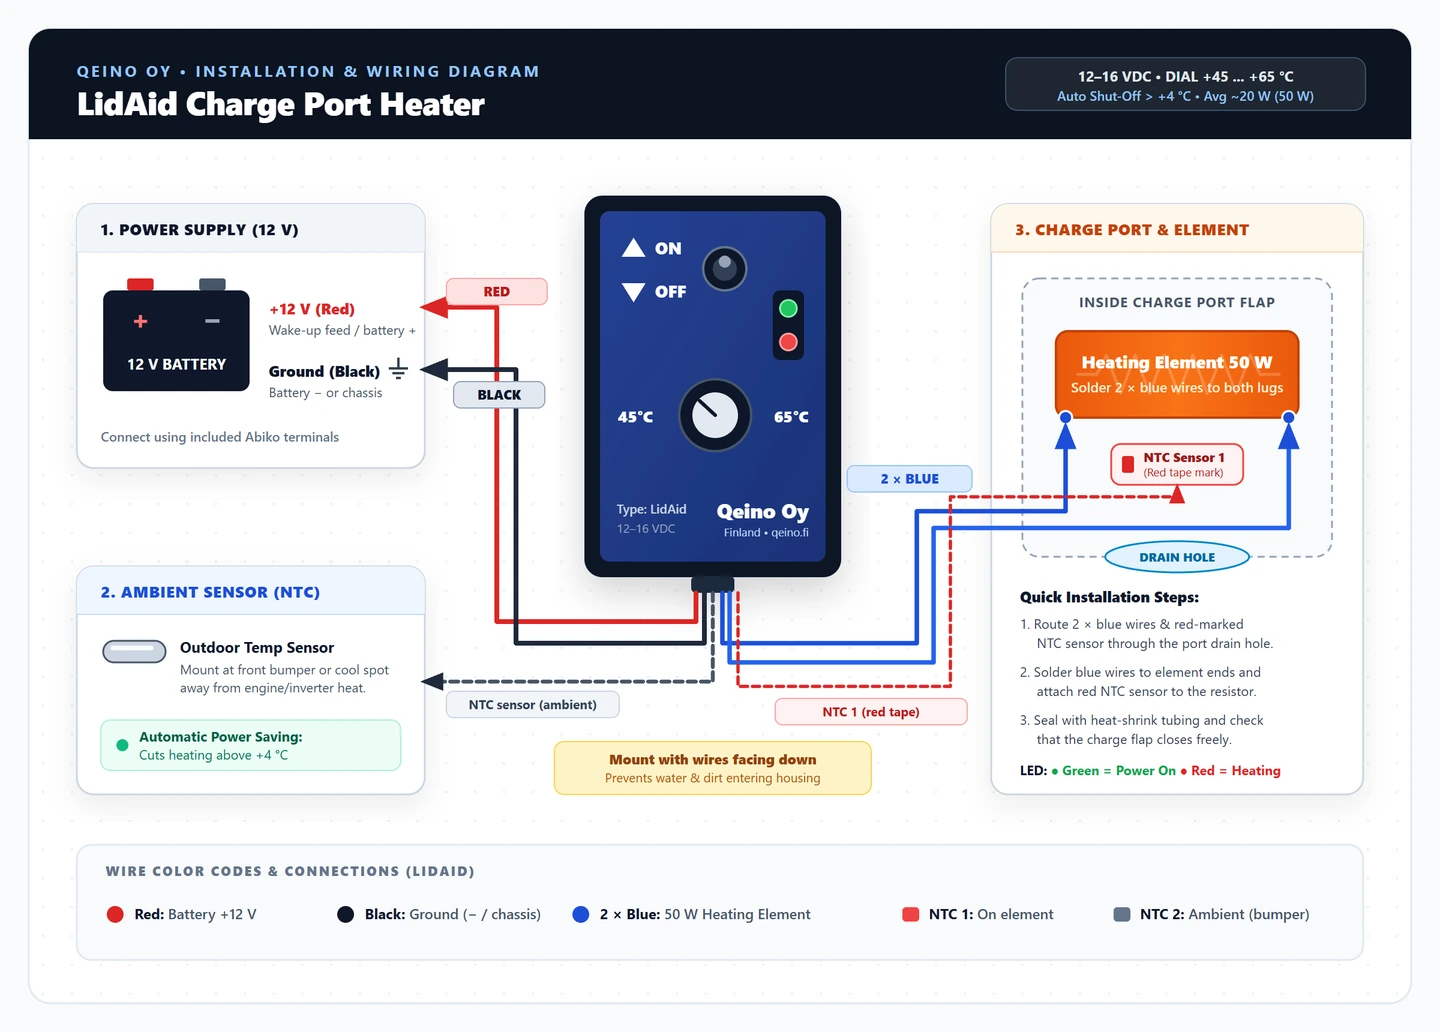 QEINO OY • INSTALLATION & WIRING DIAGRAM
LidAid Charge Port Heater
12–16 VDC • DIAL +45 ... +65 °C
Auto Shut-Off > +4 °C • Avg ~20 W (50 W)
1. POWER SUPPLY (12 V)
+ −
12 V BATTERY
+12 V (Red)
Wake-up feed / battery +
Ground (Black)
Battery − or chassis
Connect using included Abiko terminals
RED
BLACK
2. AMBIENT SENSOR (NTC)
Outdoor Temp Sensor
Mount at front bumper or cool spot
away from engine/inverter heat.
Automatic Power Saving:
Cuts heating above +4 °C
NTC sensor (ambient)
ON
OFF
45°C
65°C
Type: LidAid
12–16 VDC
Qeino Oy
Finland • qeino.fi
2 × BLUE
NTC 1 (red tape)
Mount with wires facing down
Prevents water & dirt entering housing
3. CHARGE PORT & ELEMENT
INSIDE CHARGE PORT FLAP
Heating Element 50 W
Solder 2 × blue wires to both lugs
NTC Sensor 1
(Red tape mark)
DRAIN HOLE
Quick Installation Steps:
1. Route 2 × blue wires & red-marked
NTC sensor through the port drain hole.
2. Solder blue wires to element ends and
attach red NTC sensor to the resistor.
3. Seal with heat-shrink tubing and check
that the charge flap closes freely.
LED: ● Green = Power On ● Red = Heating
WIRE COLOR CODES & CONNECTIONS (LIDAID)
Red: Battery +12 V
Black: Ground (− / chassis)
2 × Blue: 50 W Heating Element
NTC 1: On element
NTC 2: Ambient (bumper)